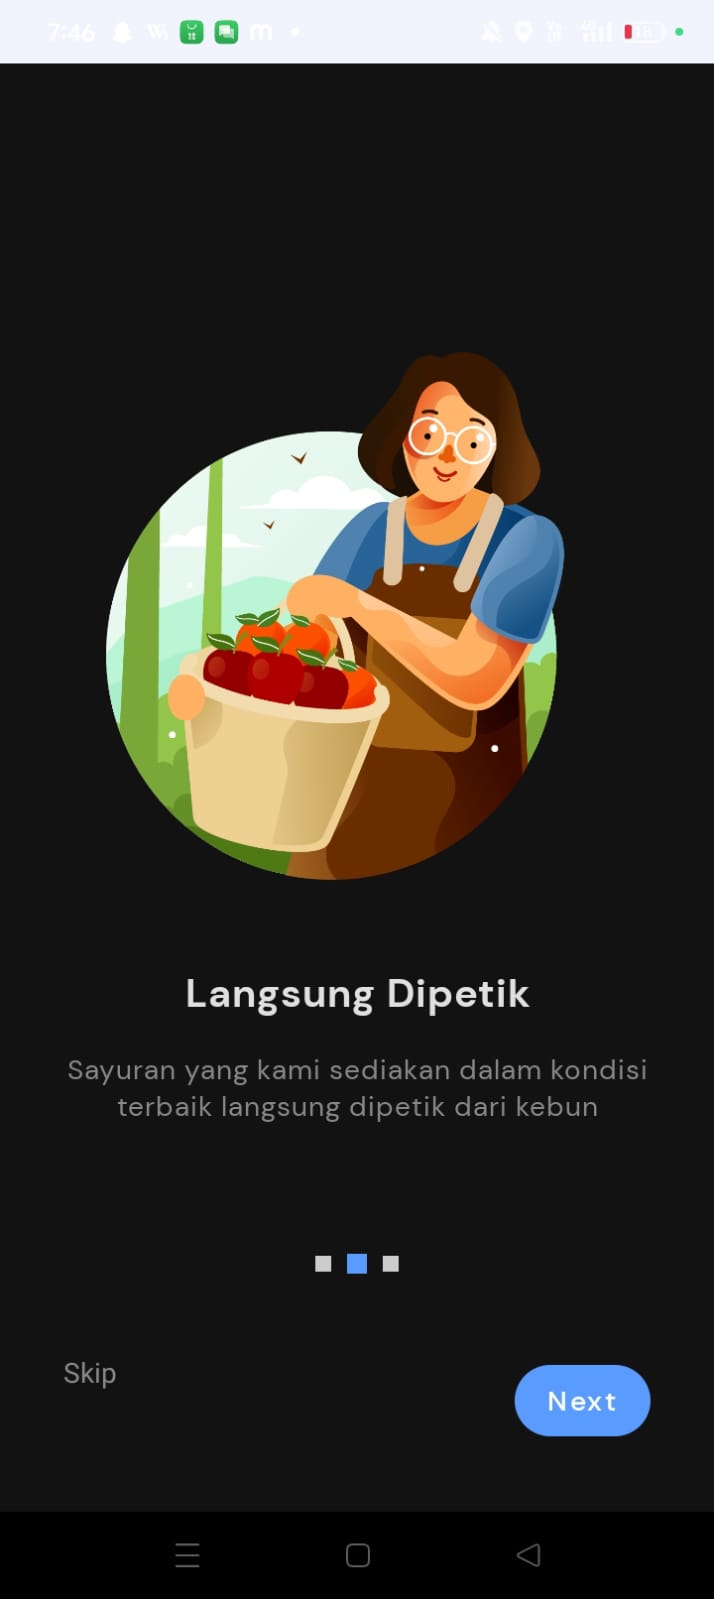 7:46
Langsung Dipetik
Sayuran yang kami sediakan dalam kondisi
terbaik langsung dipetik dari kebun
Skip
Next